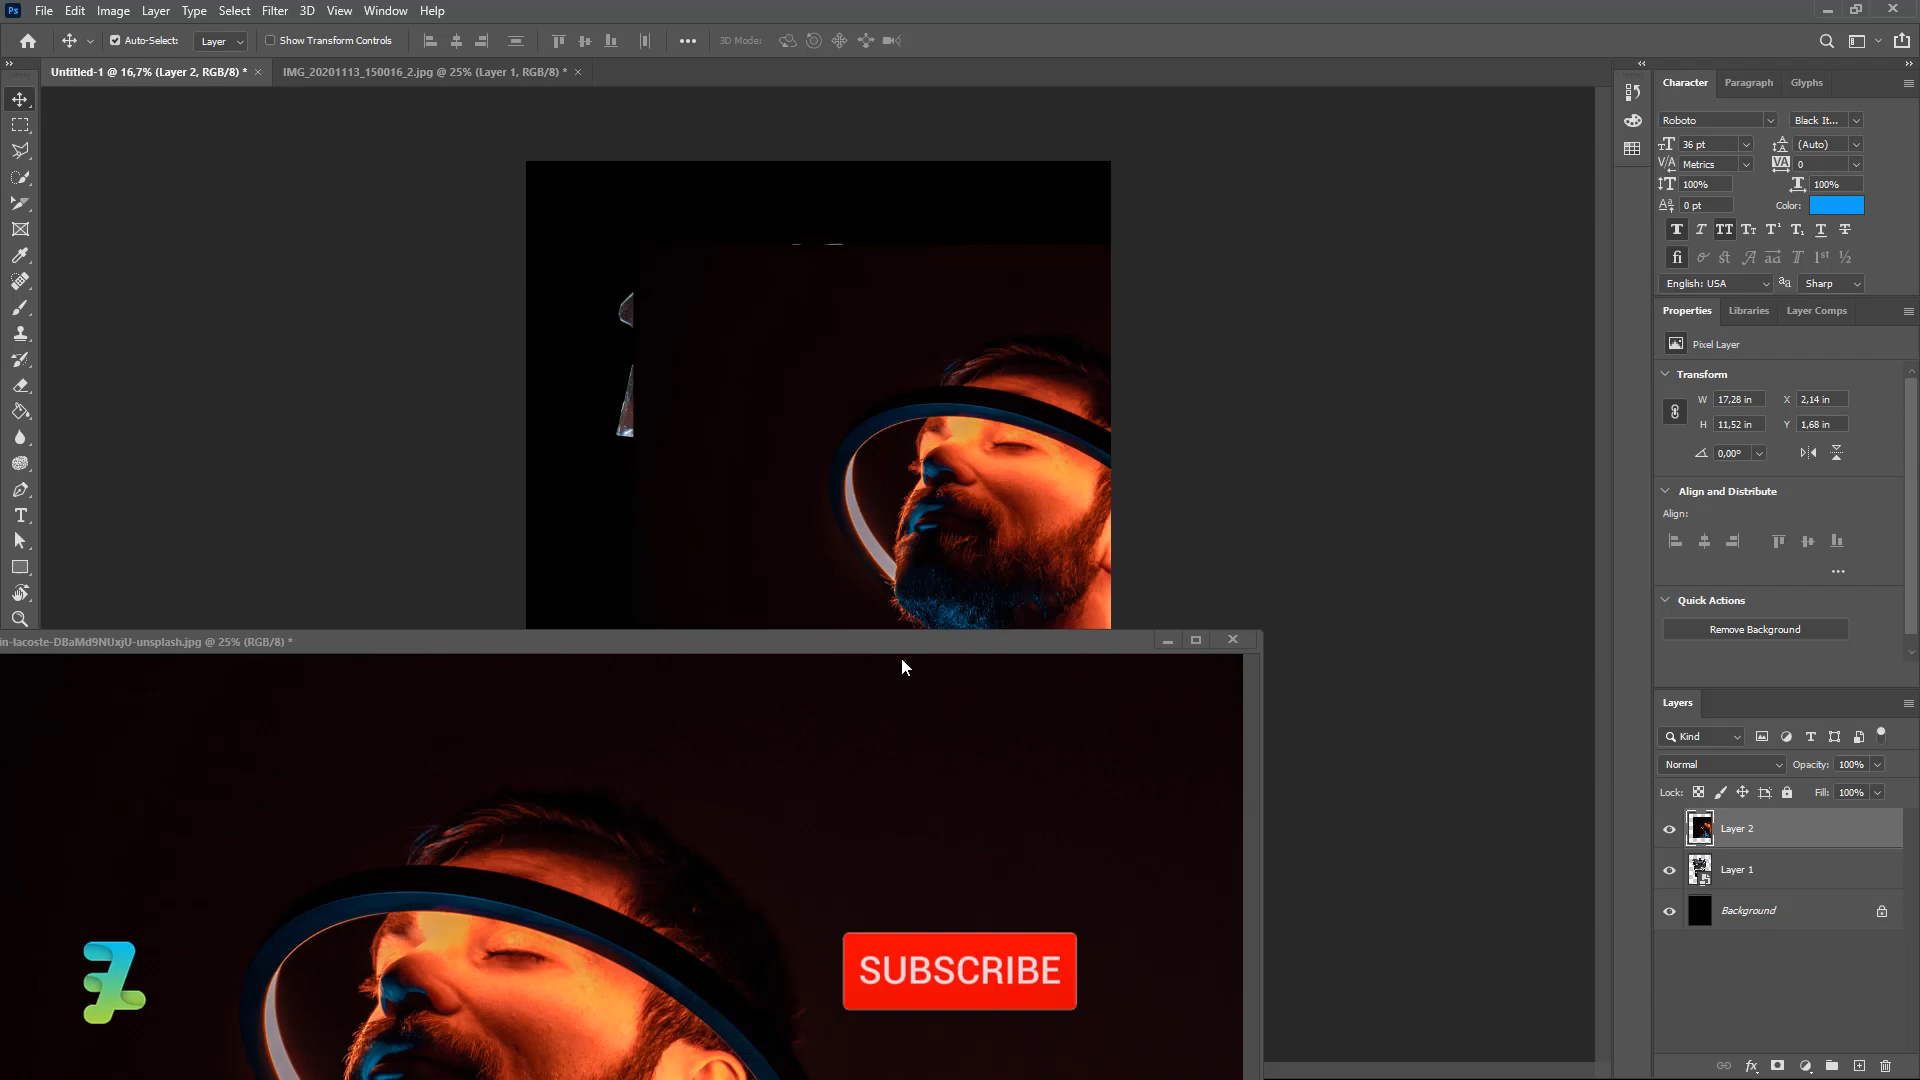 Ps File Edit Image Layer Type Select Filter 3D View Window Help
Auto-Select: Layer Show Transform Controls 3D Mode:
Untitled-1 @ 16,7% (Layer 2, RGB/8) * IMG_20201113_150016_2.jpg @ 25% (Layer 1, RGB/8) *
Character Paragraph Glyphs
Roboto Black It...
36 pt (Auto)
Metrics 0
100% 100%
0 pt Color:
English: USA Sharp
Properties Libraries Layer Comps
Pixel Layer
Transform
W 17,28 in X 2,14 in
H 11,52 in Y 1,68 in
0,00°
Align and Distribute
Align:
Quick Actions
Remove Background
in-lacoste-DBaMd9NUxjU-unsplash.jpg @ 25% (RGB/8) *
SUBSCRIBE
Layers
Kind
Normal Opacity: 100%
Lock: Fill: 100%
Layer 2
Layer 1
Background